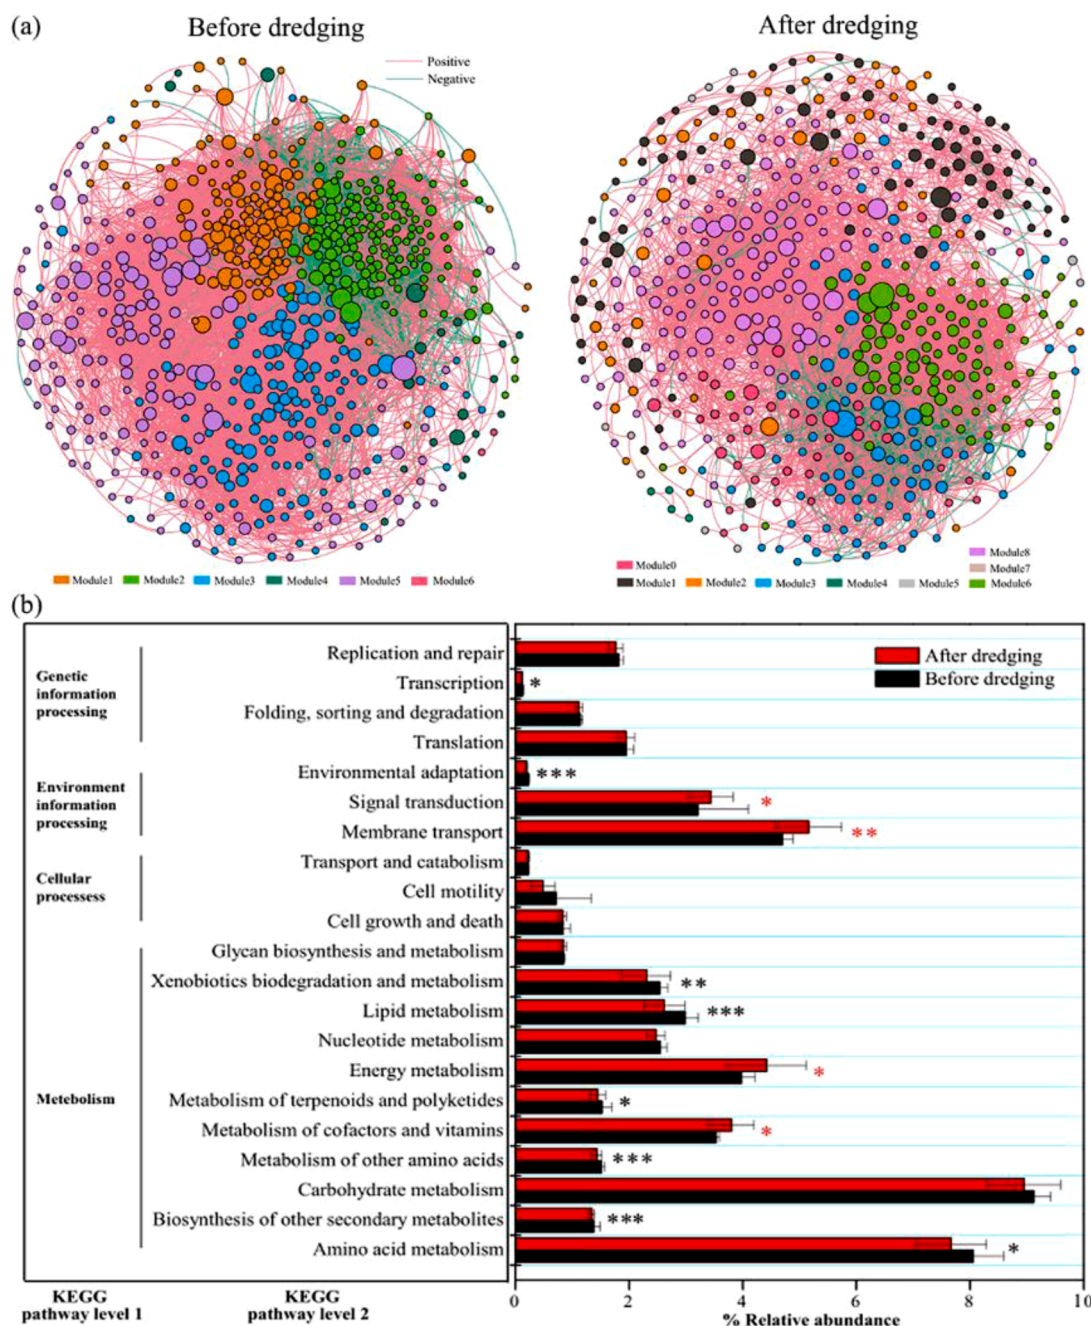 (a)
Before dredging
After dredging
Positive
Negative
Module1 Module2 Module3 Module4 Module5 Module6
Module8
Module0 Module7
Module1 Module2 Module3 Module4 Module5 Module6
(b)
After dredging
Before dredging
Genetic
information
processing
Replication and repair
Transcription *
Folding, sorting and degradation
Translation
Environment
information
processing
Environmental adaptation ***
Signal transduction *
Membrane transport **
Cellular
processess
Transport and catabolism
Cell motility
Cell growth and death
Metebolism
Glycan biosynthesis and metabolism
Xenobiotics biodegradation and metabolism **
Lipid metabolism ***
Nucleotide metabolism
Energy metabolism *
Metabolism of terpenoids and polyketides *
Metabolism of cofactors and vitamins *
Metabolism of other amino acids ***
Carbohydrate metabolism
Biosynthesis of other secondary metabolites ***
Amino acid metabolism *
0 2 4 6 8 10
KEGG
pathway level 1
KEGG
pathway level 2
% Relative abundance